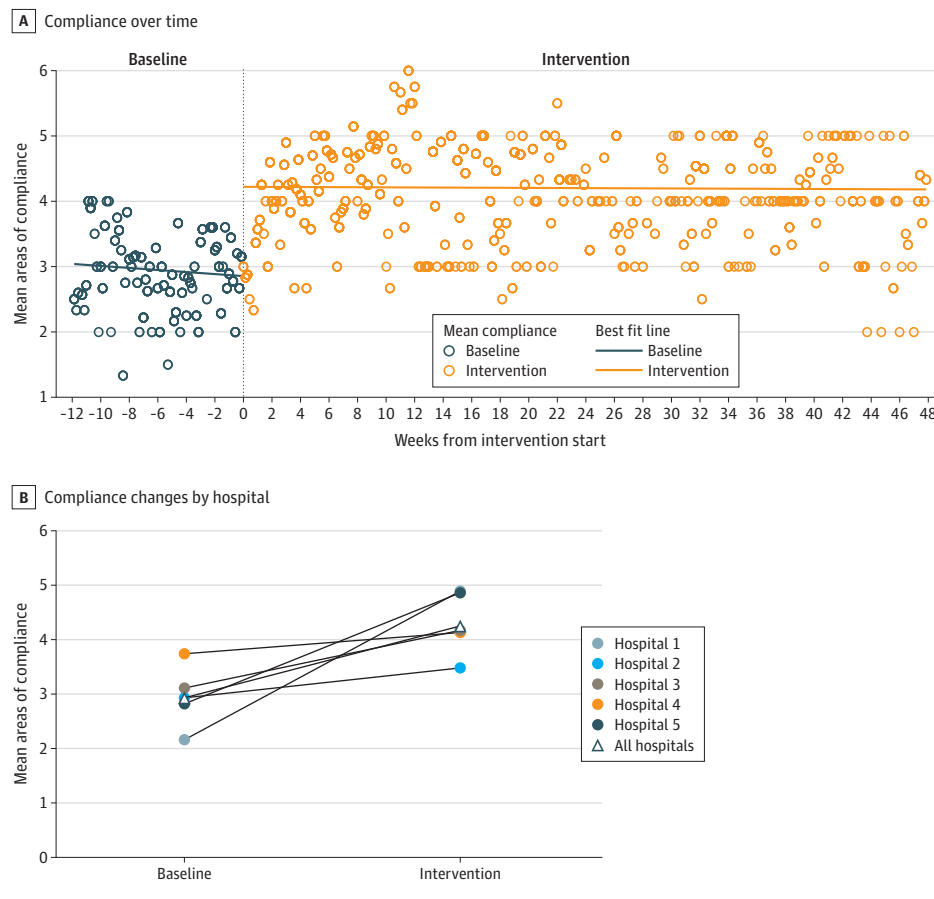 A Compliance over time
Baseline
Intervention
Mean areas of compliance
6
5
4
3
2
1
-12 -10 -8 -6 -4 -2 0 2 4 6 8 10 12 14 16 18 20 22 24 26 28 30 32 34 36 38 40 42 44 46 48
Weeks from intervention start
Mean compliance
Baseline
Intervention
Best fit line
Baseline
Intervention
B Compliance changes by hospital
Mean areas of compliance
6
5
4
3
2
1
0
Baseline
Intervention
Hospital 1
Hospital 2
Hospital 3
Hospital 4
Hospital 5
All hospitals